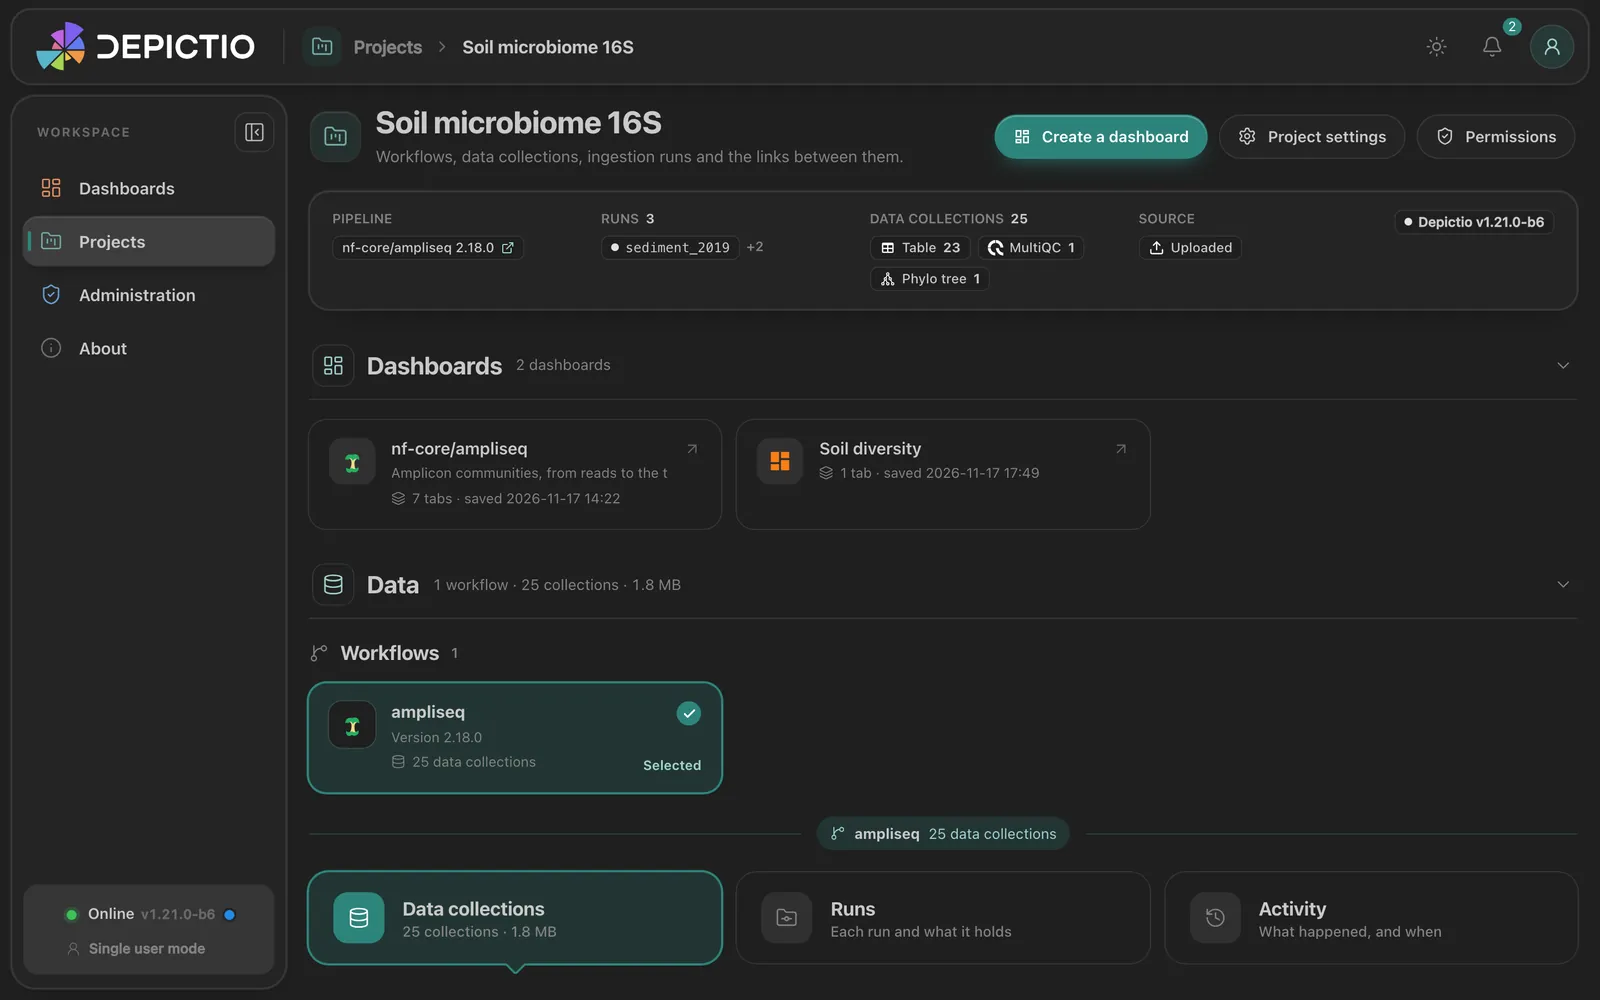 DEPICTIO
Projects
Soil microbiome 16S
2
WORKSPACE
Dashboards
Projects
Administration
About
Online v1.21.0-b6
Single user mode
Soil microbiome 16S
Workflows, data collections, ingestion runs and the links between them.
Create a dashboard
Project settings
Permissions
PIPELINE
nf-core/ampliseq 2.18.0
RUNS 3
sediment_2019 +2
DATA COLLECTIONS 25
Table 23
MultiQC 1
Phylo tree 1
SOURCE
Uploaded
Depictio v1.21.0-b6
Dashboards 2 dashboards
nf-core/ampliseq
Amplicon communities, from reads to the t
7 tabs · saved 2026-11-17 14:22
Soil diversity
1 tab · saved 2026-11-17 17:49
Data 1 workflow · 25 collections · 1.8 MB
Workflows 1
ampliseq
Version 2.18.0
25 data collections
Selected
ampliseq 25 data collections
Data collections
25 collections · 1.8 MB
Runs
Each run and what it holds
Activity
What happened, and when